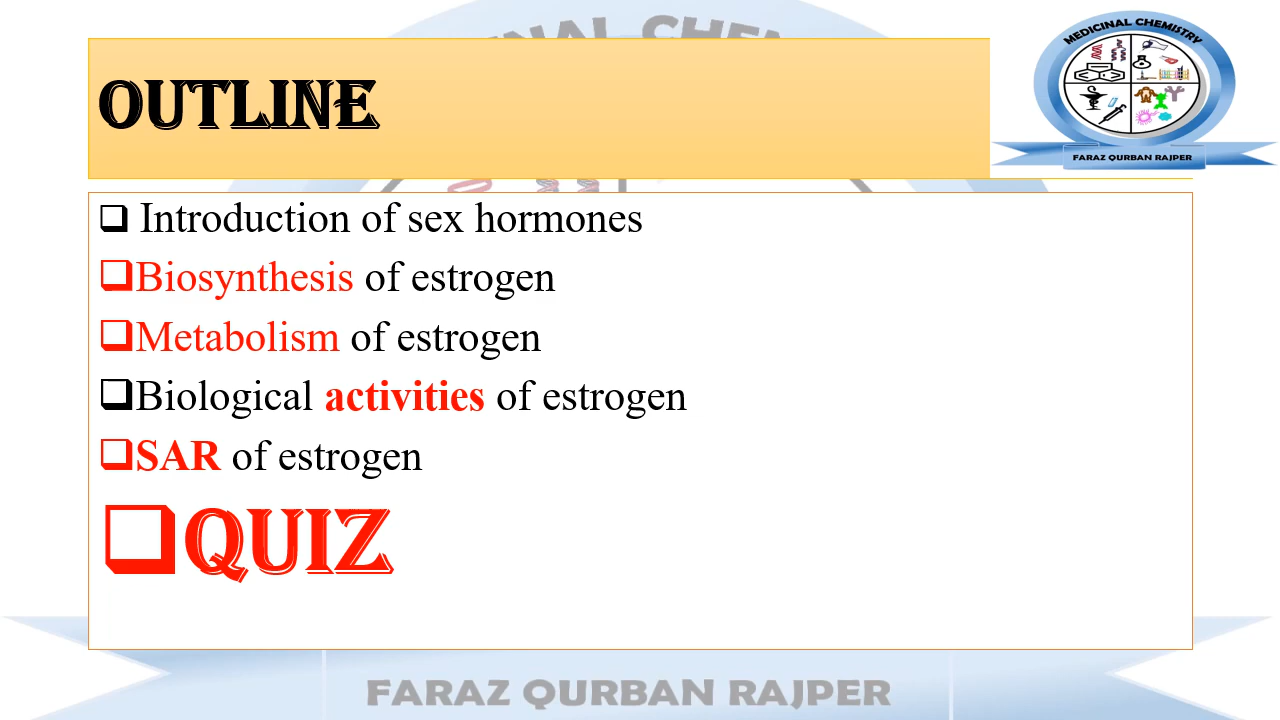 MEDICINAL CHEMISTRY
OUTLINE
FARAZ QURBAN RAJPER
Introduction of sex hormones
Biosynthesis of estrogen
Metabolism of estrogen
Biological activities of estrogen
SAR of estrogen
QUIZ
FARAZ QURBAN RAJPER